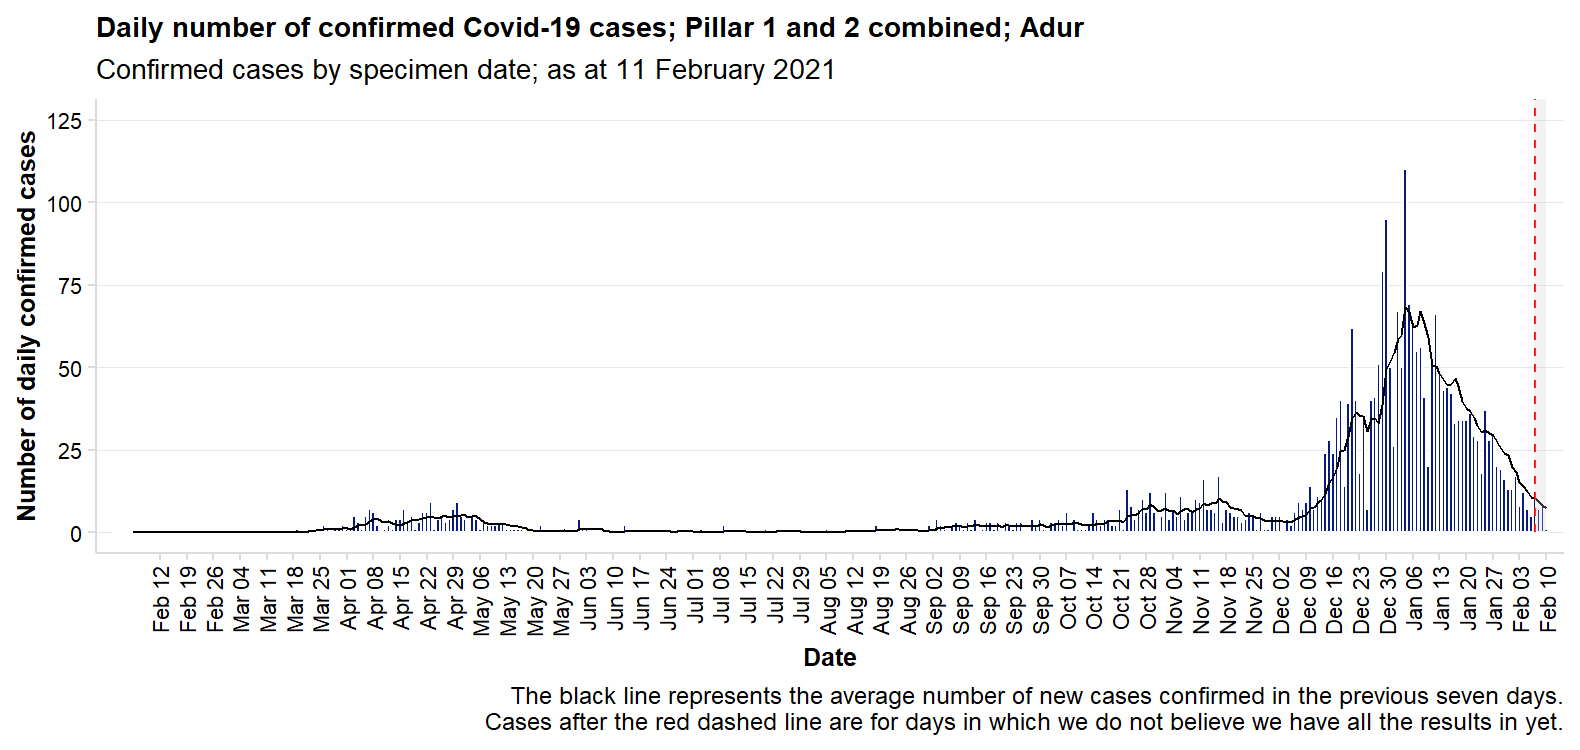 Daily number of confirmed Covid-19 cases; Pillar 1 and 2 combined; Adur
Confirmed cases by specimen date; as at 11 February 2021
Number of daily confirmed cases
125
100
75
50
25
0
Feb 12
Feb 19
Feb 26
Mar 04
Mar 11
Mar 18
Mar 25
Apr 01
Apr 08
Apr 15
Apr 22
Apr 29
May 06
May 13
May 20
May 27
Jun 03
Jun 10
Jun 17
Jun 24
Jul 01
Jul 08
Jul 15
Jul 22
Jul 29
Aug 05
Aug 12
Aug 19
Aug 26
Sep 02
Sep 09
Sep 16
Sep 23
Sep 30
Oct 07
Oct 14
Oct 21
Oct 28
Nov 04
Nov 11
Nov 18
Nov 25
Dec 02
Dec 09
Dec 16
Dec 23
Dec 30
Jan 06
Jan 13
Jan 20
Jan 27
Feb 03
Feb 10
Date
The black line represents the average number of new cases confirmed in the previous seven days.
Cases after the red dashed line are for days in which we do not believe we have all the results in yet.